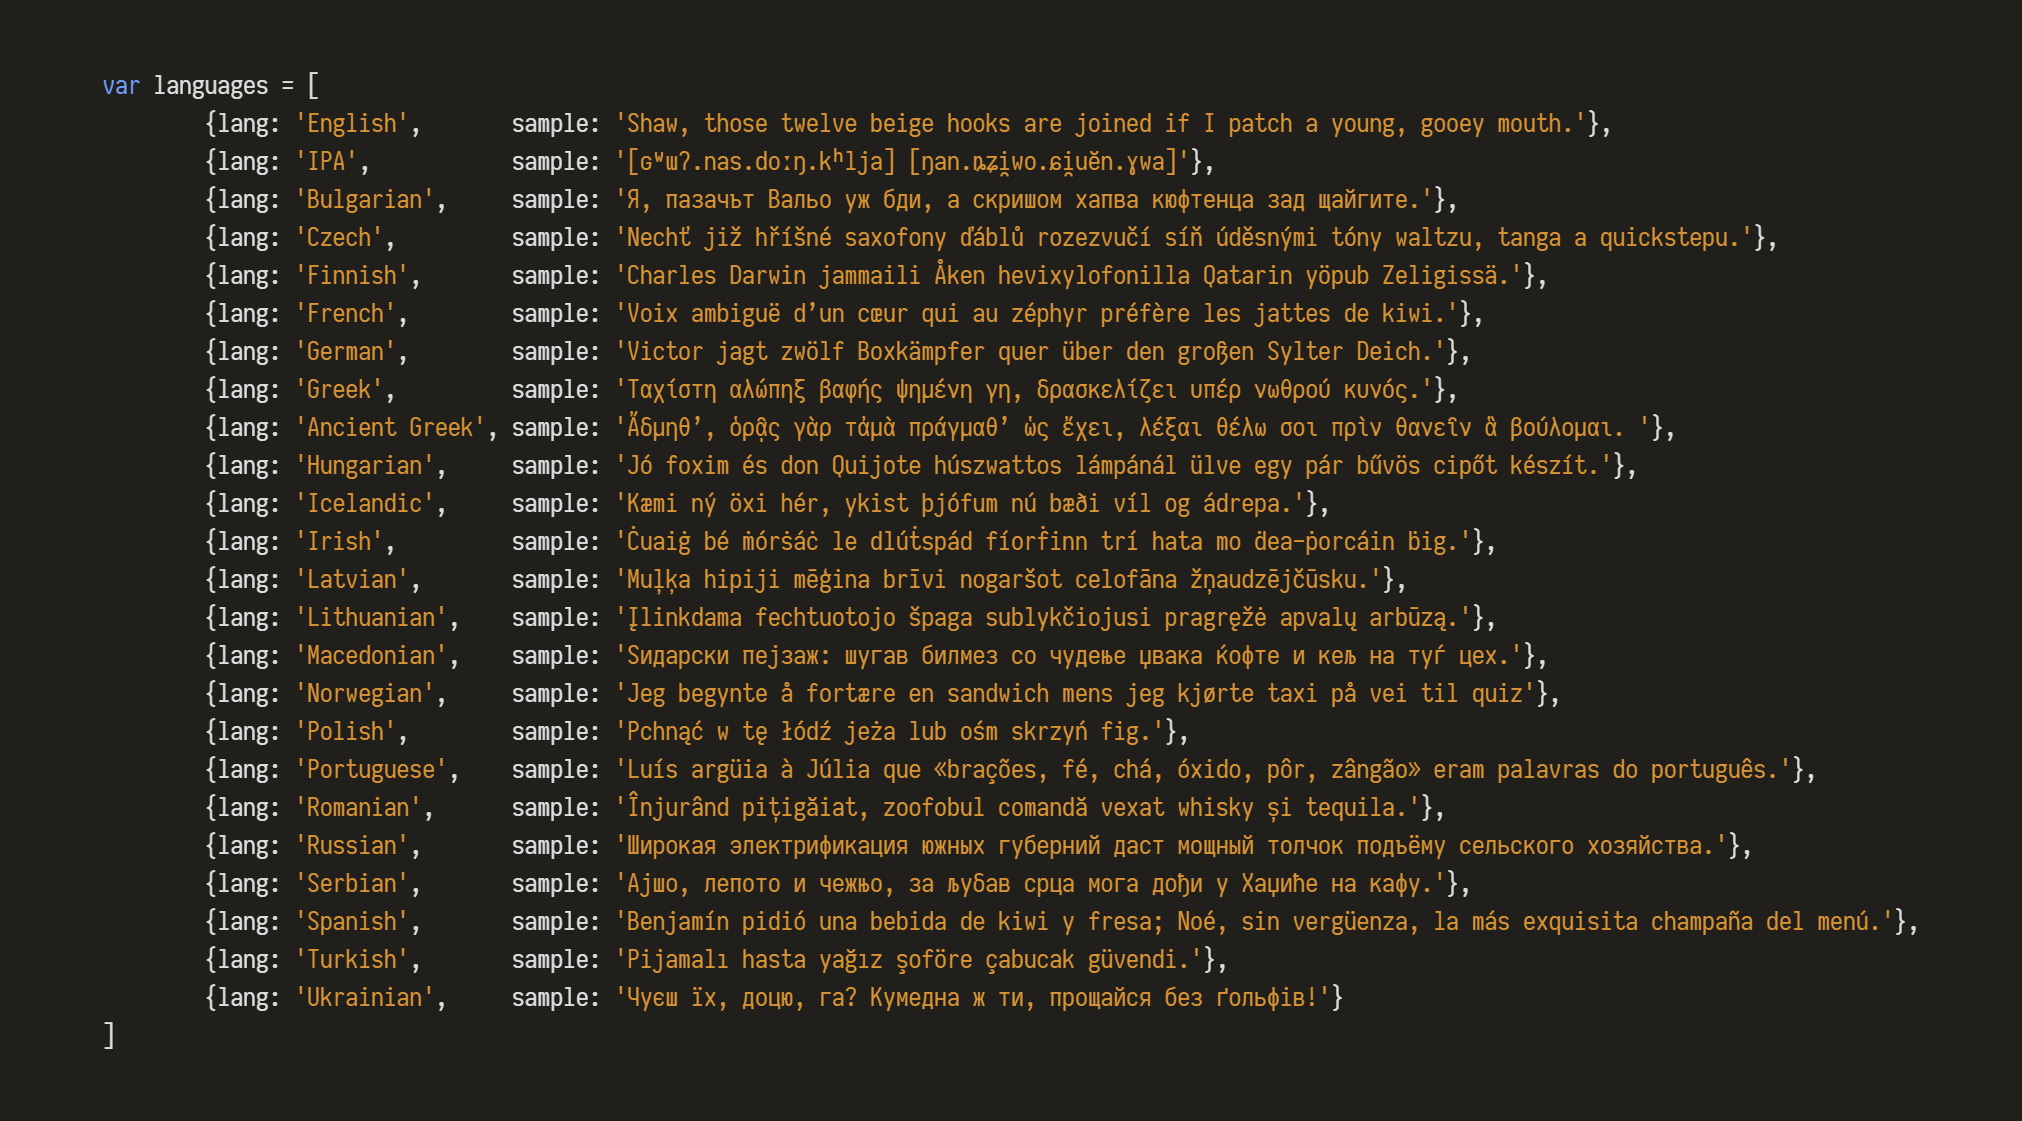 var languages = [
{lang: 'English', sample: 'Shaw, those twelve beige hooks are joined if I patch a young, gooey mouth.'},
{lang: 'IPA', sample: '[ɢʷɯʔ.nas.doːŋ.kʰlja] [ŋan.ȵʑi̯wo.ɕi̯uĕn.ɣwa]'},
{lang: 'Bulgarian', sample: 'Я, пазачът Вальо уж бди, а скришом хапва кюфтенца зад щайгите.'},
{lang: 'Czech', sample: 'Nechť již hříšné saxofony ďáblů rozezvučí síň úděsnými tóny waltzu, tanga a quickstepu.'},
{lang: 'Finnish', sample: 'Charles Darwin jammaili Åken hevixylofonilla Qatarin yöpub Zeligissä.'},
{lang: 'French', sample: 'Voix ambiguë d’un cœur qui au zéphyr préfère les jattes de kiwi.'},
{lang: 'German', sample: 'Victor jagt zwölf Boxkämpfer quer über den großen Sylter Deich.'},
{lang: 'Greek', sample: 'Ταχίστη αλώπηξ βαφής ψημένη γη, δρασκελίζει υπέρ νωθρού κυνός.'},
{lang: 'Ancient Greek', sample: 'Ἄδμηθ’, ὁρᾷς γὰρ τἀμὰ πράγμαθ’ ὡς ἔχει, λέξαι θέλω σοι πρὶν θανεῖν ἃ βούλομαι. '},
{lang: 'Hungarian', sample: 'Jó foxim és don Quijote húszwattos lámpánál ülve egy pár bűvös cipőt készít.'},
{lang: 'Icelandic', sample: 'Kæmi ný öxi hér, ykist þjófum nú bæði víl og ádrepa.'},
{lang: 'Irish', sample: 'Ċuaiġ bé ṁórṡáċ le dlúṫspád fíorḟinn trí hata mo ḋea-ṗorcáin ḃig.'},
{lang: 'Latvian', sample: 'Muļķa hipiji mēģina brīvi nogaršot celofāna žņaudzējčūsku.'},
{lang: 'Lithuanian', sample: 'Įlinkdama fechtuotojo špaga sublykčiojusi pragręžė apvalų arbūzą.'},
{lang: 'Macedonian', sample: 'Ѕидарски пејзаж: шугав билмез со чудење џвака ќофте и кељ на туѓ цех.'},
{lang: 'Norwegian', sample: 'Jeg begynte å fortære en sandwich mens jeg kjørte taxi på vei til quiz'},
{lang: 'Polish', sample: 'Pchnąć w tę łódź jeża lub ośm skrzyń fig.'},
{lang: 'Portuguese', sample: 'Luís argüia à Júlia que «brações, fé, chá, óxido, pôr, zângão» eram palavras do português.'},
{lang: 'Romanian', sample: 'Înjurând pițigăiat, zoofobul comandă vexat whisky și tequila.'},
{lang: 'Russian', sample: 'Широкая электрификация южных губерний даст мощный толчок подъёму сельского хозяйства.'},
{lang: 'Serbian', sample: 'Ајшо, лепото и чежњо, за љубав срца мога дођи у Хаџиће на кафу.'},
{lang: 'Spanish', sample: 'Benjamín pidió una bebida de kiwi y fresa; Noé, sin vergüenza, la más exquisita champaña del menú.'},
{lang: 'Turkish', sample: 'Pijamalı hasta yağız şoföre çabucak güvendi.'},
{lang: 'Ukrainian', sample: 'Чуєш їх, доцю, га? Кумедна ж ти, прощайся без ґольфів!'}
]